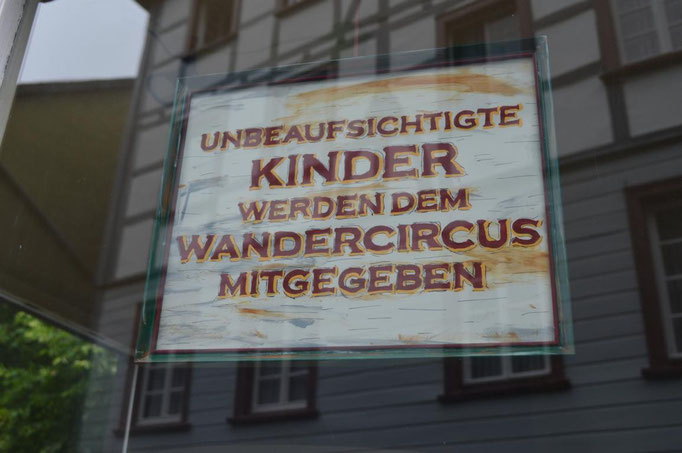 UNBEAUFSICHTIGTE
KINDER
WERDEN DEM
WANDERCIRCUS
MITGEGEBEN